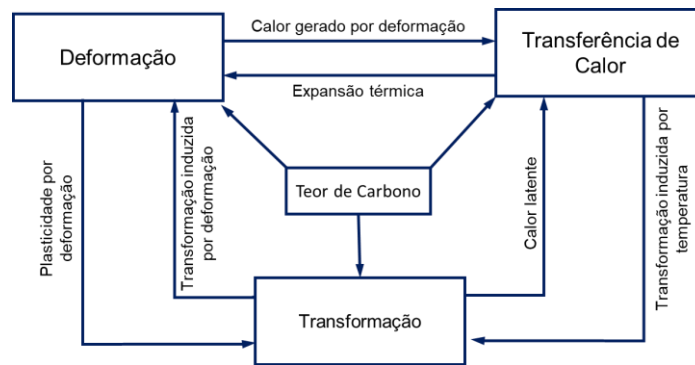 Calor gerado por deformação
Deformação
Transferência de
Calor
Expansão térmica
Plasticidade por
deformação
Transformação induzida
por deformação
Teor de Carbono
Calor latente
Transformação induzida por
temperatura
Transformação